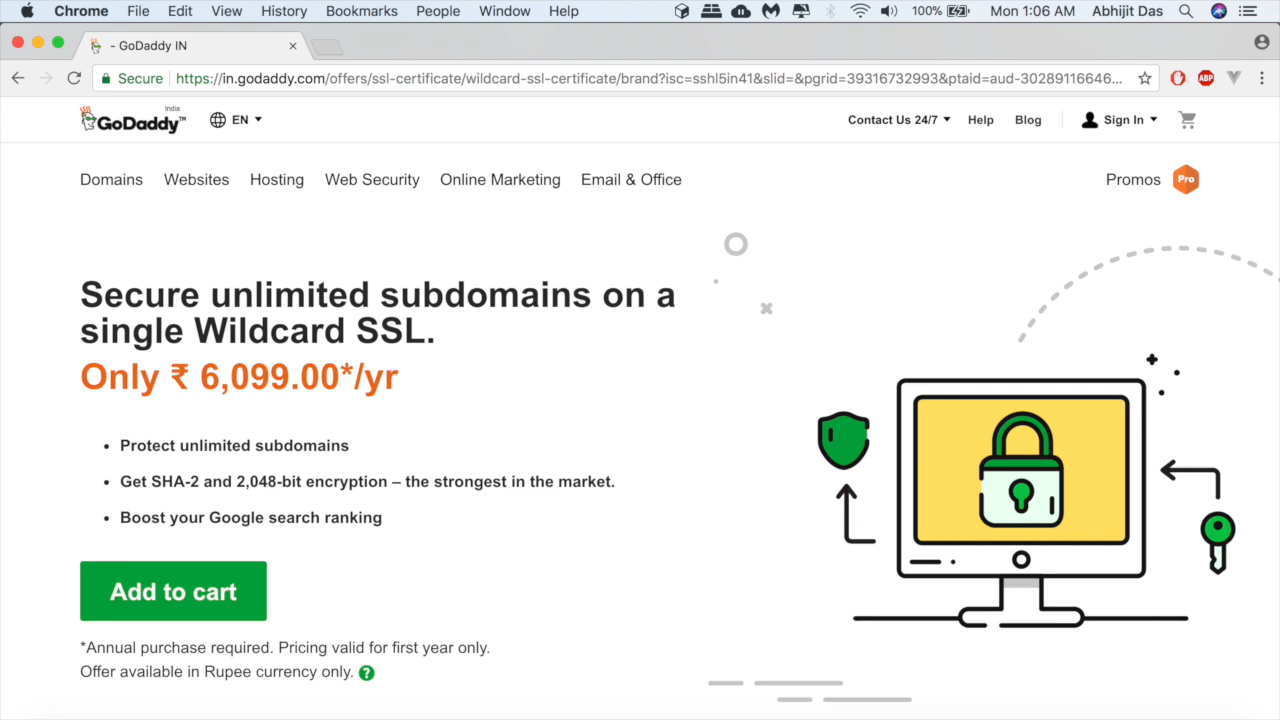 Chrome File Edit View History Bookmarks People Window Help 100% Mon 1:06 AM Abhijit Das
- GoDaddy IN
Secure https://in.godaddy.com/offers/ssl-certificate/wildcard-ssl-certificate/brand?isc=sshl5in41&slid=&pgrid=39316732993&ptaid=aud-30289116646... ABP
India
GoDaddy™ EN Contact Us 24/7 Help Blog Sign In
Domains Websites Hosting Web Security Online Marketing Email & Office Promos Pro
Secure unlimited subdomains on a
single Wildcard SSL.
Only ₹ 6,099.00*/yr
• Protect unlimited subdomains
• Get SHA-2 and 2,048-bit encryption – the strongest in the market.
• Boost your Google search ranking
Add to cart
*Annual purchase required. Pricing valid for first year only.
Offer available in Rupee currency only. ?